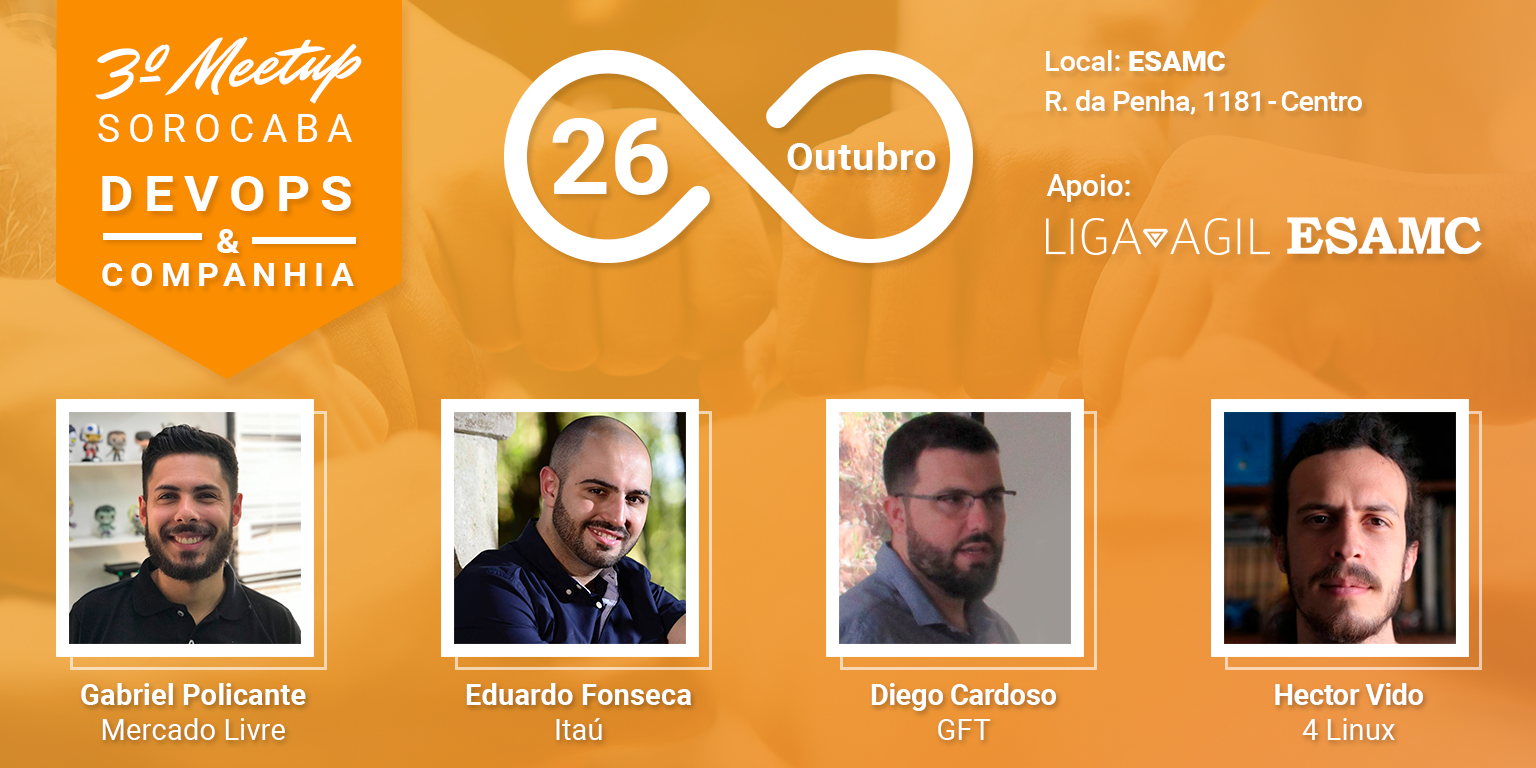 3º Meetup
SOROCABA
DEVOPS
&
COMPANHIA
26
Outubro
Local: ESAMC
R. da Penha, 1181 - Centro
Apoio:
LIGA AGIL ESAMC
Gabriel Policante
Mercado Livre
Eduardo Fonseca
Itaú
Diego Cardoso
GFT
Hector Vido
4 Linux